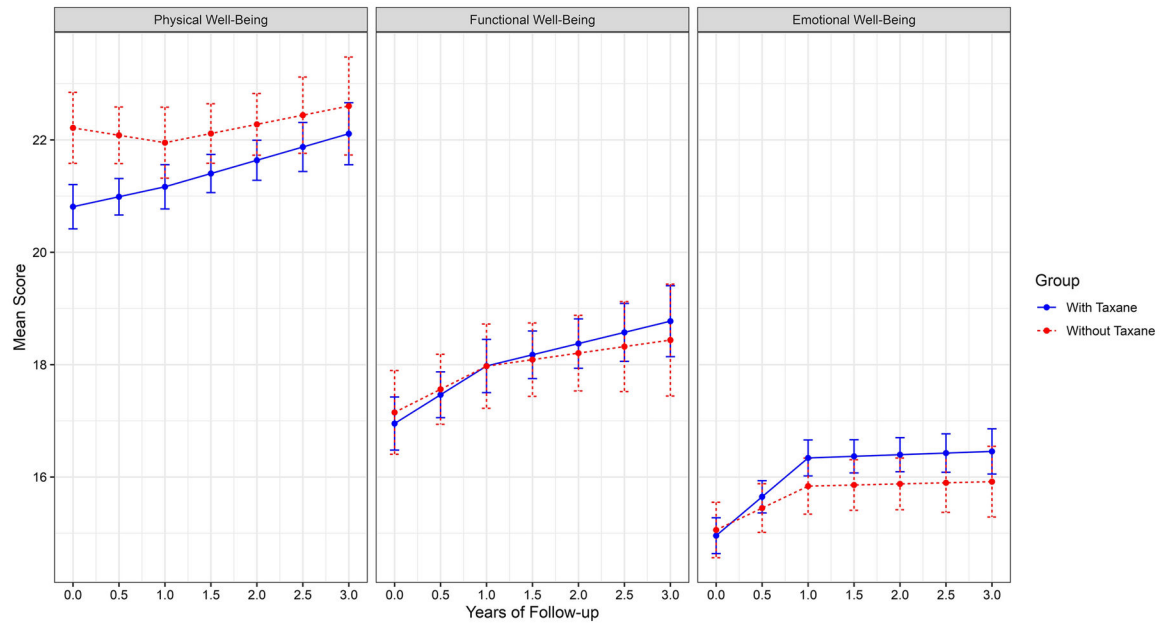 Physical Well-Being Functional Well-Being Emotional Well-Being
22
20
18
16
Mean Score
0.0 0.5 1.0 1.5 2.0 2.5 3.0 0.0 0.5 1.0 1.5 2.0 2.5 3.0 0.0 0.5 1.0 1.5 2.0 2.5 3.0
Years of Follow-up
Group
With Taxane
Without Taxane